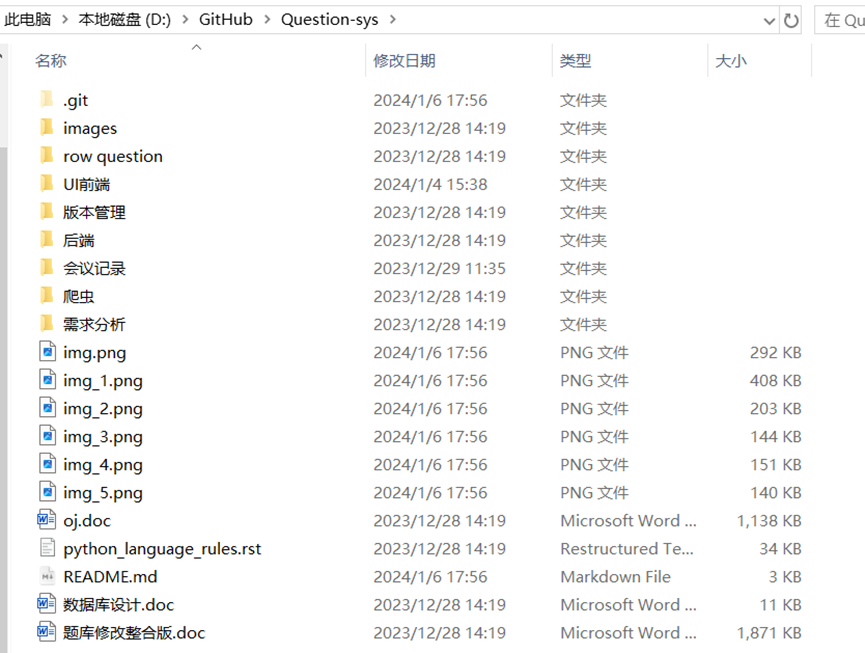 此电脑 > 本地磁盘 (D:) > GitHub > Question-sys > 在 Qu
名称 修改日期 类型 大小
.git 2024/1/6 17:56 文件夹
images 2023/12/28 14:19 文件夹
row question 2023/12/28 14:19 文件夹
UI前端 2024/1/4 15:38 文件夹
版本管理 2023/12/28 14:19 文件夹
后端 2023/12/28 14:19 文件夹
会议记录 2023/12/29 11:35 文件夹
爬虫 2023/12/28 14:19 文件夹
需求分析 2023/12/28 14:19 文件夹
img.png 2024/1/6 17:56 PNG 文件 292 KB
img_1.png 2024/1/6 17:56 PNG 文件 408 KB
img_2.png 2024/1/6 17:56 PNG 文件 203 KB
img_3.png 2024/1/6 17:56 PNG 文件 144 KB
img_4.png 2024/1/6 17:56 PNG 文件 151 KB
img_5.png 2024/1/6 17:56 PNG 文件 140 KB
oj.doc 2023/12/28 14:19 Microsoft Word ... 1,138 KB
python_language_rules.rst 2023/12/28 14:19 Restructured Te... 34 KB
README.md 2024/1/6 17:56 Markdown File 3 KB
数据库设计.doc 2023/12/28 14:19 Microsoft Word ... 11 KB
题库修改整合版.doc 2023/12/28 14:19 Microsoft Word ... 1,871 KB